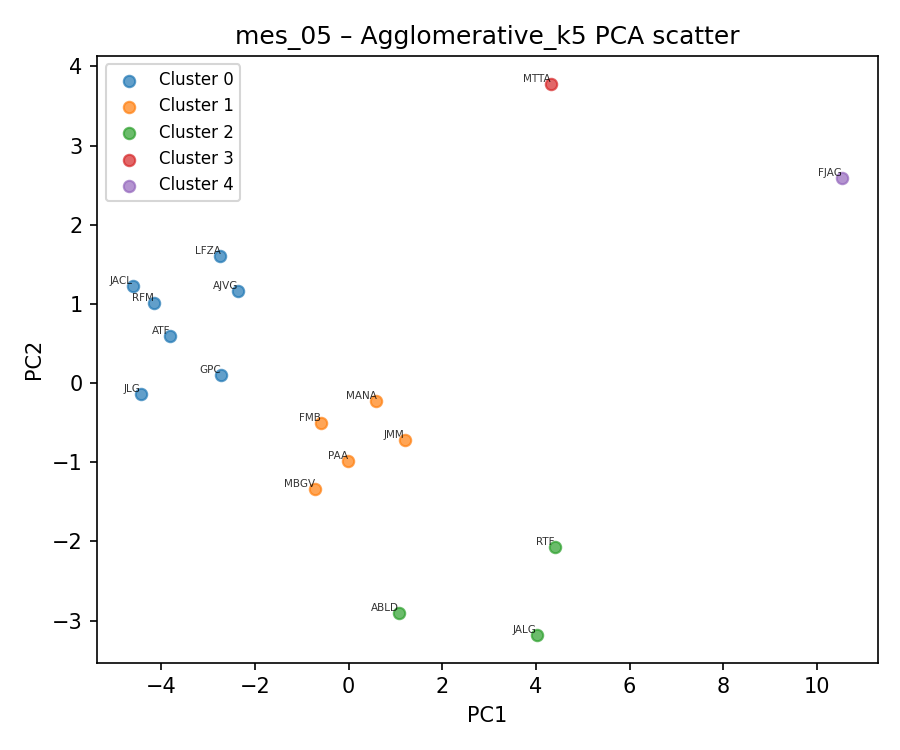 mes_05 – Agglomerative_k5 PCA scatter
Cluster 0
Cluster 1
Cluster 2
Cluster 3
Cluster 4
MTTA
FJAG
LFZA
JACL
AJVG
RFM
ATF
GPC
JLG
MANA
FMB
JMM
PAA
MBGV
RTF
ABLD
JALG
4
3
2
1
0
−1
−2
−3
PC2
−4
−2
0
2
4
6
8
10
PC1